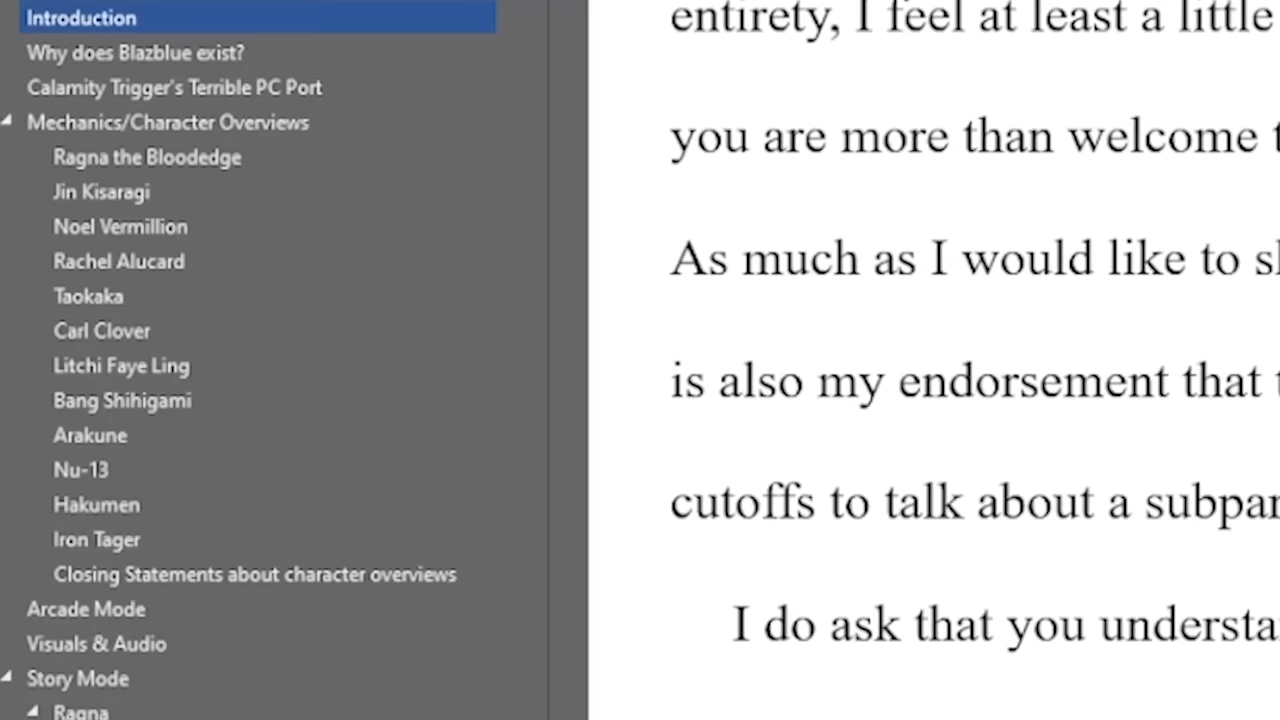 Introduction
Why does Blazblue exist?
Calamity Trigger's Terrible PC Port
Mechanics/Character Overviews
Ragna the Bloodedge
Jin Kisaragi
Noel Vermillion
Rachel Alucard
Taokaka
Carl Clover
Litchi Faye Ling
Bang Shihigami
Arakune
Nu-13
Hakumen
Iron Tager
Closing Statements about character overviews
Arcade Mode
Visuals & Audio
Story Mode
Ragna
entirety, I feel at least a little
you are more than welcome
As much as I would like to
is also my endorsement that
cutoffs to talk about a
I do ask that you